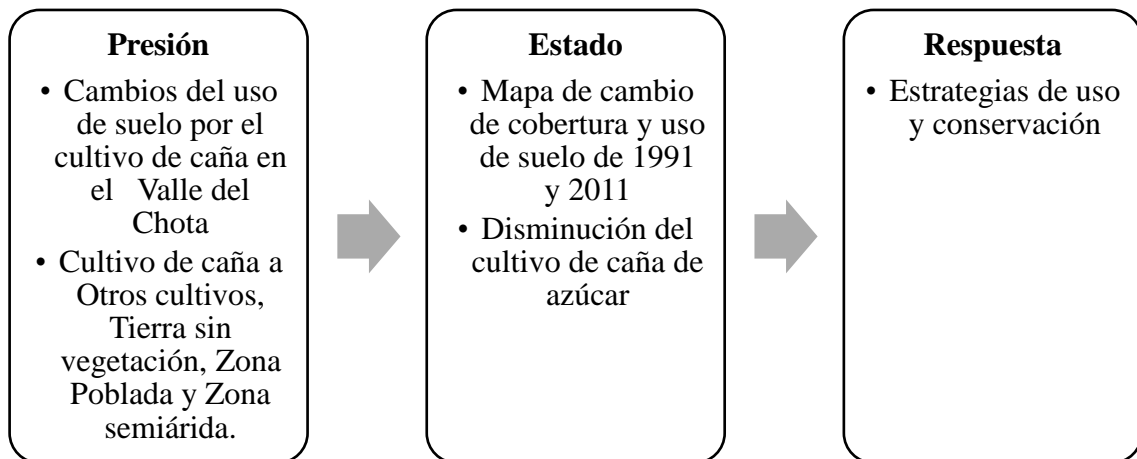 Presión
• Cambios del uso
de suelo por el
cultivo de caña en
el Valle del
Chota
• Cultivo de caña a
Otros cultivos,
Tierra sin
vegetación, Zona
Poblada y Zona
semiárida.
Estado
• Mapa de cambio
de cobertura y uso
de suelo de 1991
y 2011
• Disminución del
cultivo de caña de
azúcar
Respuesta
• Estrategias de uso
y conservación